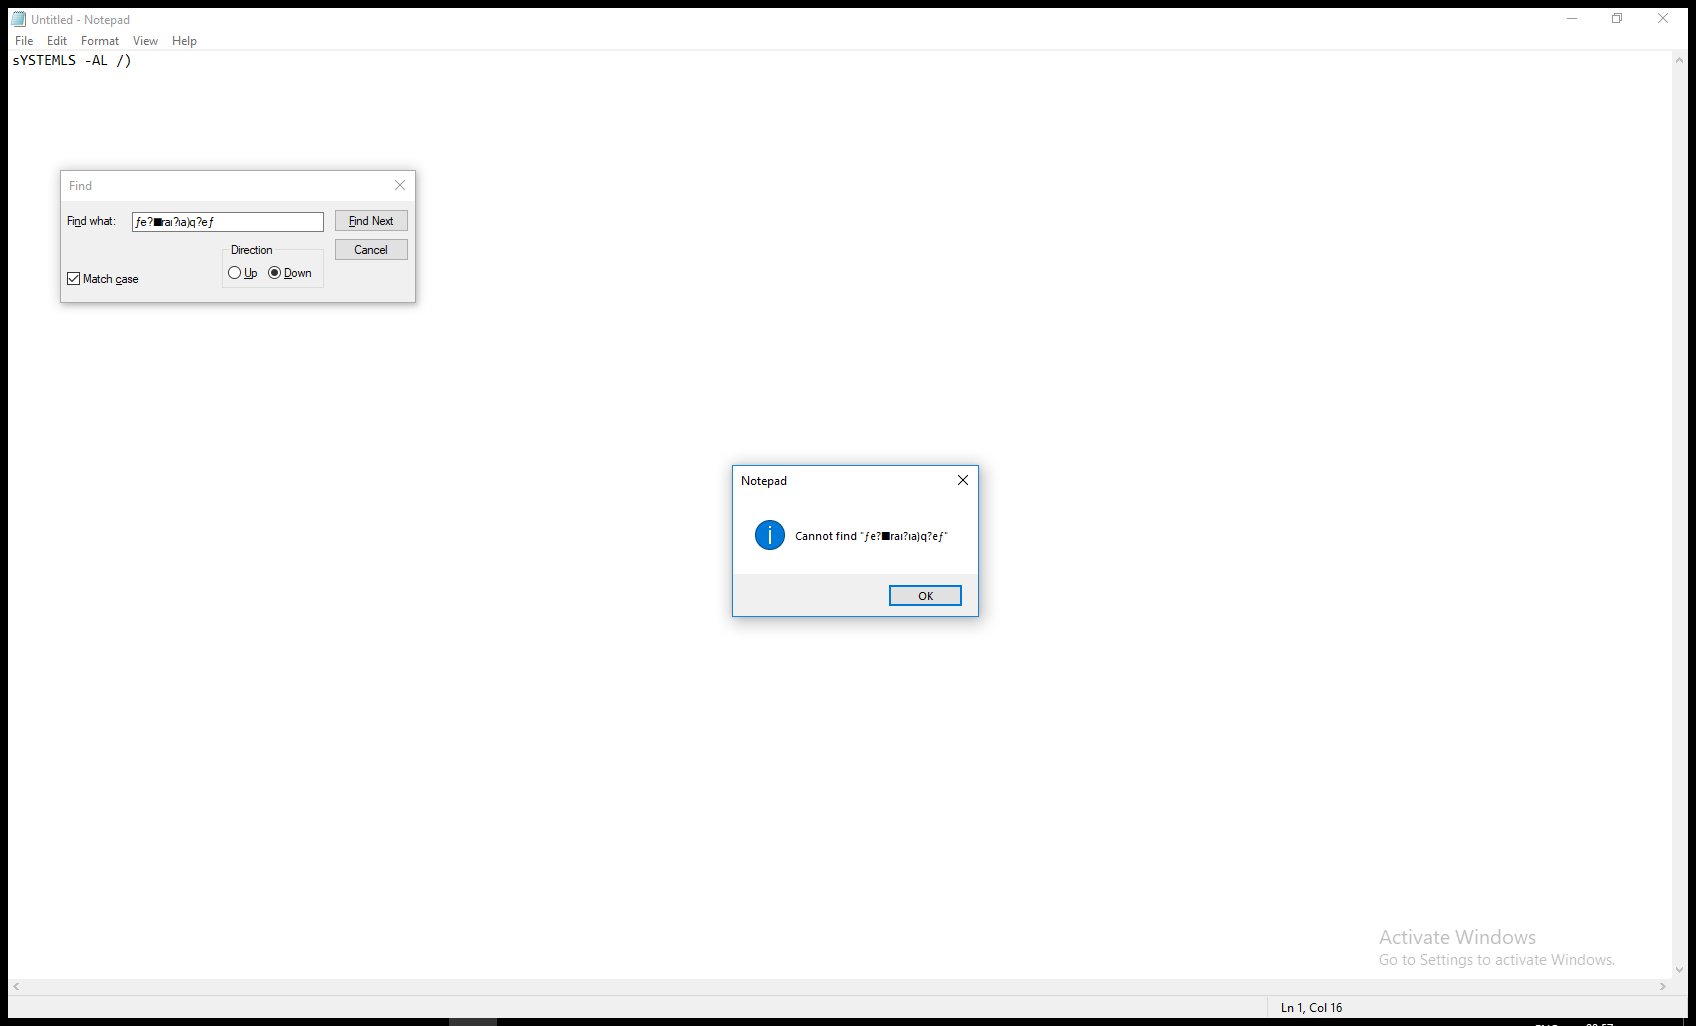 Untitled - Notepad
File Edit Format View Help
sYSTEMLS -AL /)
Find
Find what: ƒe?■raı?ıa)q?eƒ Find Next
Direction Cancel
Up Down
Match case
Notepad
Cannot find "ƒe?■raı?ıa)q?eƒ"
OK
Activate Windows
Go to Settings to activate Windows.
Ln 1, Col 16